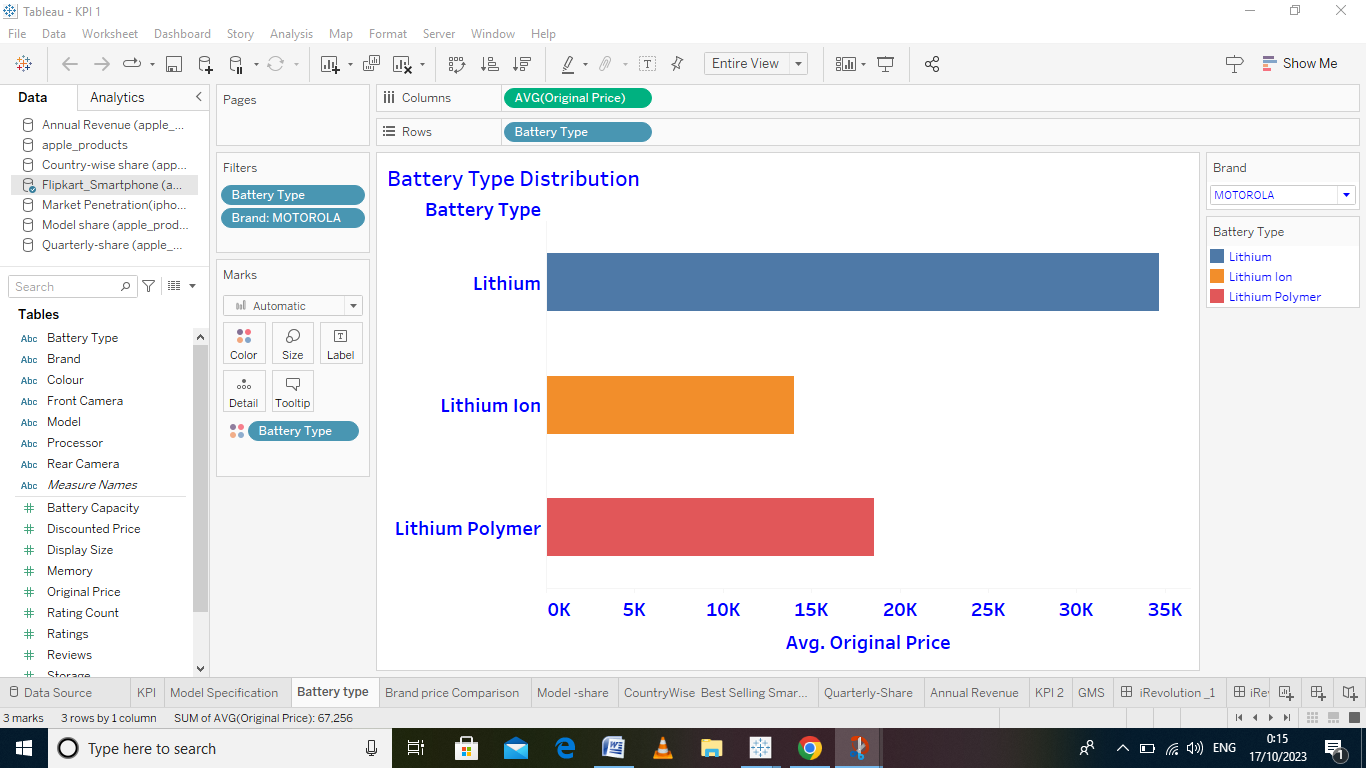 Tableau - KPI 1
File Data Worksheet Dashboard Story Analysis Map Format Server Window Help
Entire View
Show Me
Data Analytics
Annual Revenue (apple_...
apple_products
Country-wise share (app...
Flipkart_Smartphone (a...
Market Penetration(ipho...
Model share (apple_prod...
Quarterly-share (apple_...
Search
Tables
Abc Battery Type
Abc Brand
Abc Colour
Abc Front Camera
Abc Model
Abc Processor
Abc Rear Camera
Abc Measure Names
# Battery Capacity
# Discounted Price
# Display Size
# Memory
# Original Price
# Rating Count
# Ratings
# Reviews
Storage
Pages
Filters
Battery Type
Brand: MOTOROLA
Marks
Automatic
Color Size Label
Detail Tooltip
Battery Type
Columns AVG(Original Price)
Rows Battery Type
Battery Type Distribution
Battery Type
Lithium
Lithium Ion
Lithium Polymer
0K 5K 10K 15K 20K 25K 30K 35K
Avg. Original Price
Brand
MOTOROLA
Battery Type
Lithium
Lithium Ion
Lithium Polymer
Data Source KPI Model Specification Battery type Brand price Comparison Model -share CountryWise Best Selling Smar... Quarterly-Share Annual Revenue KPI 2 GMS iRevolution _1 iRe
3 marks 3 rows by 1 column SUM of AVG(Original Price): 67,256
Type here to search
ENG
0:15
17/10/2023
1